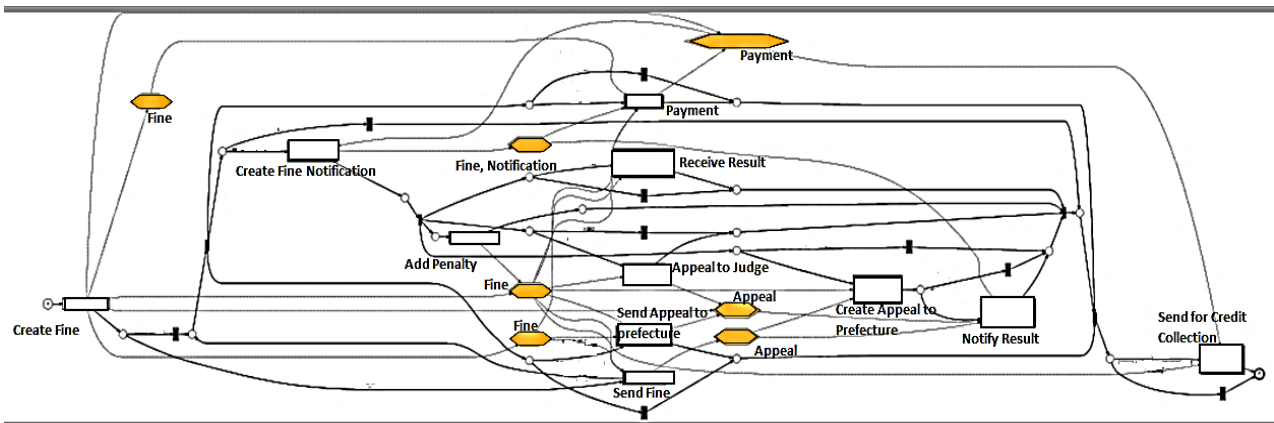 Payment
Fine
Payment
Create Fine Notification
Fine, Notification
Receive Result
Add Penalty
Appeal to Judge
Fine
Appeal
Create Appeal to
Prefecture
Send Appeal to
prefecture
Create Fine
Fine
Notify Result
Send for Credit
Collection
Appeal
Send Fine